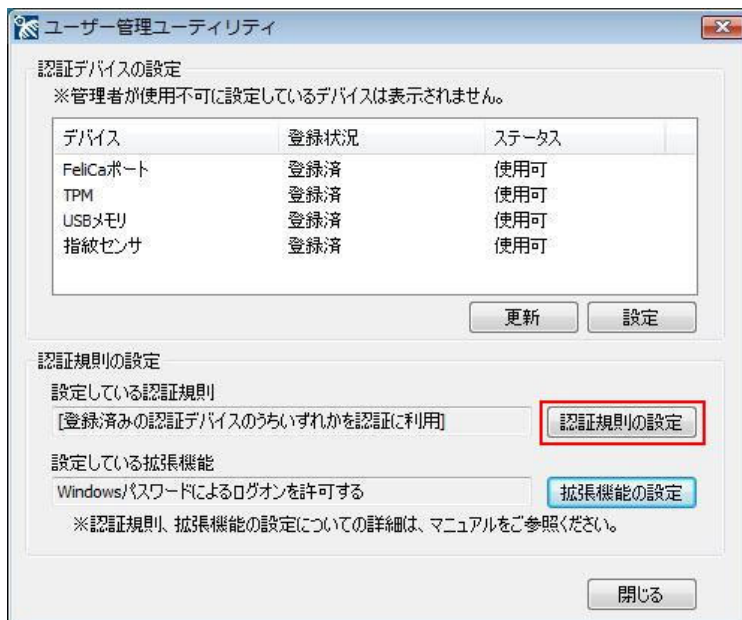 ユーザー管理ユーティリティ
認証デバイスの設定
※管理者が使用不可に設定しているデバイスは表示されません。
デバイス 登録状況 ステータス
FeliCaポート 登録済 使用可
TPM 登録済 使用可
USBメモリ 登録済 使用可
指紋センサ 登録済 使用可
更新 設定
認証規則の設定
設定している認証規則
[登録済みの認証デバイスのうちいずれかを認証に利用] 認証規則の設定
設定している拡張機能
Windowsパスワードによるログオンを許可する 拡張機能の設定
※認証規則、拡張機能の設定についての詳細は、マニュアルをご参照ください。
閉じる